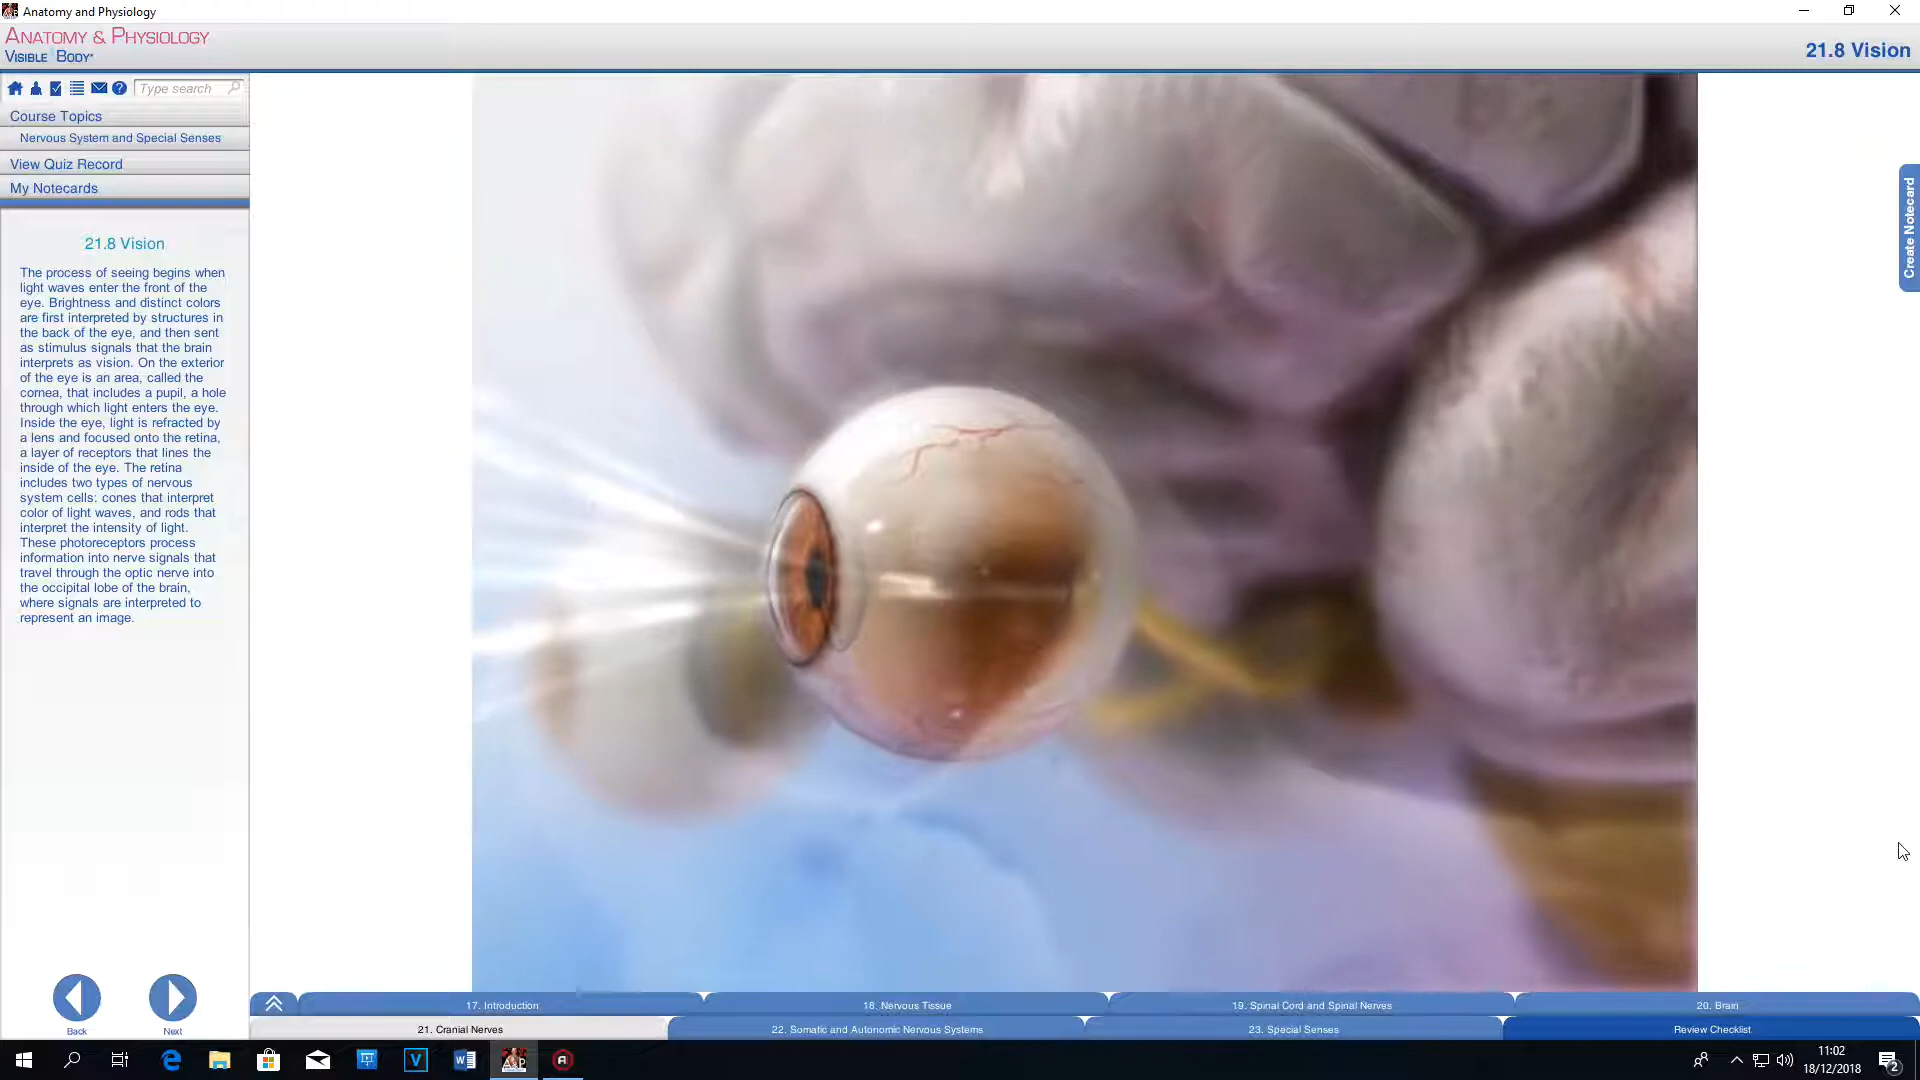 Anatomy and Physiology
ANATOMY & PHYSIOLOGY
VISIBLE BODY
21.8 Vision
Type search
Course Topics
Nervous System and Special Senses
View Quiz Record
My Notecards
Create Notecard
21.8 Vision
The process of seeing begins when
light waves enter the front of the
eye. Brightness and distinct colors
are first interpreted by structures in
the back of the eye, and then sent
as stimulus signals that the brain
interprets as vision. On the exterior
of the eye is an area, called the
cornea, that includes a pupil, a hole
through which light enters the eye.
Inside the eye, light is refracted by
a lens and focused onto the retina,
a layer of receptors that lines the
inside of the eye. The retina
includes two types of nervous
system cells: cones that interpret
color of light waves, and rods that
interpret the intensity of light.
These photoreceptors process
information into nerve signals that
travel through the optic nerve into
the occipital lobe of the brain,
where signals are interpreted to
represent an image.
Back
Next
17. Introduction
18. Nervous Tissue
19. Spinal Cord and Spinal Nerves
20. Brain
21. Cranial Nerves
22. Somatic and Autonomic Nervous Systems
23. Special Senses
Review Checklist
11:02
18/12/2018
2